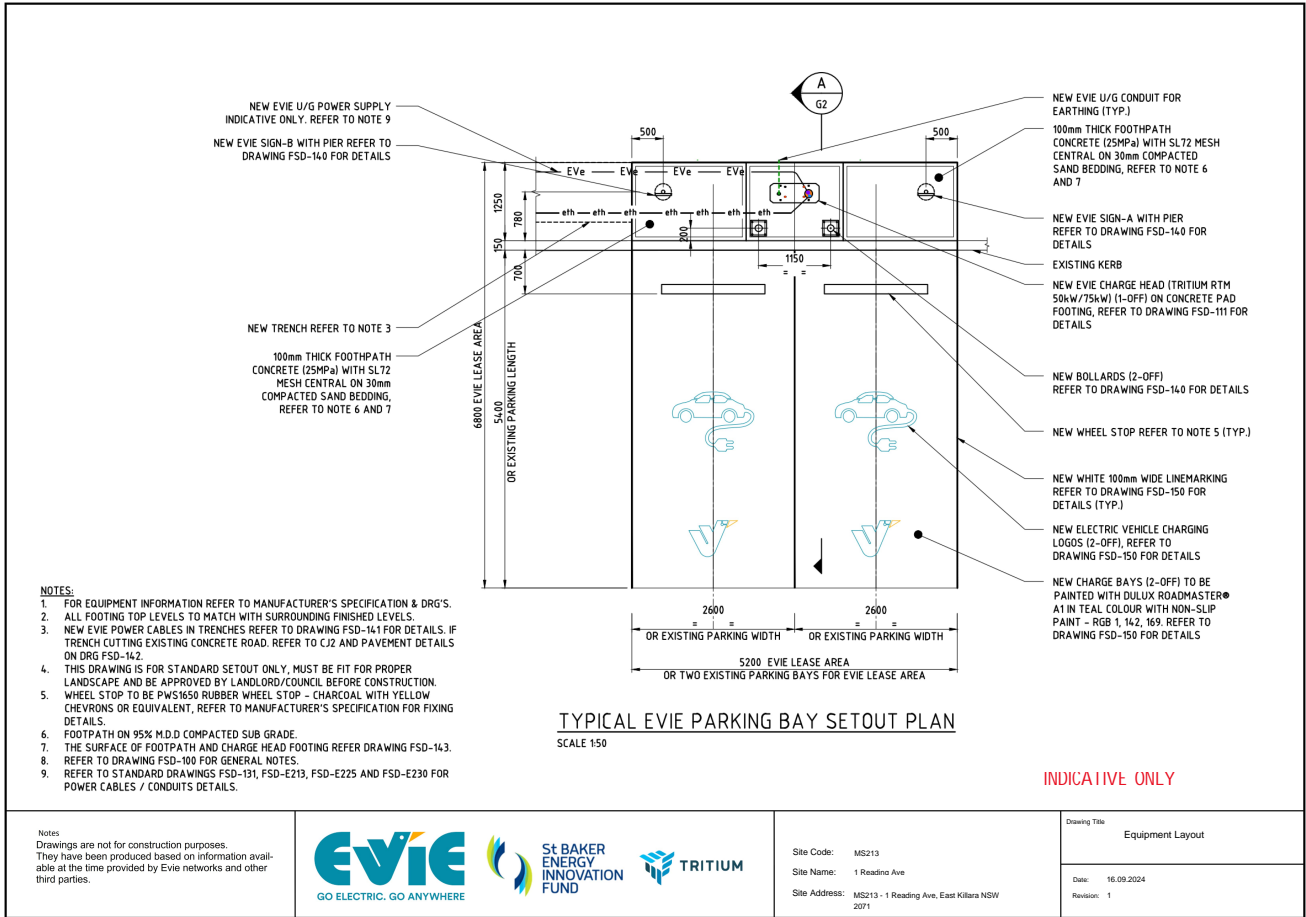 NEW EVIE U/G POWER SUPPLY
INDICATIVE ONLY. REFER TO NOTE 9
NEW EVIE SIGN-B WITH PIER REFER TO
DRAWING FSD-140 FOR DETAILS
NEW TRENCH REFER TO NOTE 3
100mm THICK FOOTPATH
CONCRETE (25MPa) WITH SL72
MESH CENTRAL ON 30mm
COMPACTED SAND BEDDING,
REFER TO NOTE 6 AND 7
A
G2
500
500
EVe EVe EVe EVe
eth eth eth eth eth eth eth
1250
780
200
150
700
1150
= =
6800 EVIE LEASE AREA
5400
OR EXISTING PARKING LENGTH
2600
= =
OR EXISTING PARKING WIDTH
2600
= =
OR EXISTING PARKING WIDTH
5200 EVIE LEASE AREA
OR TWO EXISTING PARKING BAYS FOR EVIE LEASE AREA
NEW EVIE U/G CONDUIT FOR
EARTHING (TYP.)
100mm THICK FOOTPATH
CONCRETE (25MPa) WITH SL72 MESH
CENTRAL ON 30mm COMPACTED
SAND BEDDING, REFER TO NOTE 6
AND 7
NEW EVIE SIGN-A WITH PIER
REFER TO DRAWING FSD-140 FOR
DETAILS
EXISTING KERB
NEW EVIE CHARGE HEAD (TRITIUM RTM
50kW/75kW) (1-OFF) ON CONCRETE PAD
FOOTING, REFER TO DRAWING FSD-111 FOR
DETAILS
NEW BOLLARDS (2-OFF)
REFER TO DRAWING FSD-140 FOR DETAILS
NEW WHEEL STOP REFER TO NOTE 5 (TYP.)
NEW WHITE 100mm WIDE LINEMARKING
REFER TO DRAWING FSD-150 FOR
DETAILS (TYP.)
NEW ELECTRIC VEHICLE CHARGING
LOGOS (2-OFF), REFER TO
DRAWING FSD-150 FOR DETAILS
NEW CHARGE BAYS (2-OFF) TO BE
PAINTED WITH DULUX ROADMASTER®
A1 IN TEAL COLOUR WITH NON-SLIP
PAINT - RGB 1, 142, 169. REFER TO
DRAWING FSD-150 FOR DETAILS
NOTES:
1. FOR EQUIPMENT INFORMATION REFER TO MANUFACTURER'S SPECIFICATION & DRG'S.
2. ALL FOOTING TOP LEVELS TO MATCH WITH SURROUNDING FINISHED LEVELS.
3. NEW EVIE POWER CABLES IN TRENCHES REFER TO DRAWING FSD-141 FOR DETAILS. IF
TRENCH CUTTING EXISTING CONCRETE ROAD. REFER TO CJ2 AND PAVEMENT DETAILS
ON DRG FSD-142.
4. THIS DRAWING IS FOR STANDARD SETOUT ONLY, MUST BE FIT FOR PROPER
LANDSCAPE AND BE APPROVED BY LANDLORD/COUNCIL BEFORE CONSTRUCTION.
5. WHEEL STOP TO BE PWS1650 RUBBER WHEEL STOP - CHARCOAL WITH YELLOW
CHEVRONS OR EQUIVALENT, REFER TO MANUFACTURER'S SPECIFICATION FOR FIXING
DETAILS.
6. FOOTPATH ON 95% M.D.D COMPACTED SUB GRADE.
7. THE SURFACE OF FOOTPATH AND CHARGE HEAD FOOTING REFER DRAWING FSD-143.
8. REFER TO DRAWING FSD-100 FOR GENERAL NOTES.
9. REFER TO STANDARD DRAWINGS FSD-131, FSD-E213, FSD-E225 AND FSD-E230 FOR
POWER CABLES / CONDUITS DETAILS.
TYPICAL EVIE PARKING BAY SETOUT PLAN
SCALE 1:50
INDICATIVE ONLY
Notes
Drawings are not for construction purposes.
They have been produced based on information avail-
able at the time provided by Evie networks and other
third parties.
EViE
GO ELECTRIC. GO ANYWHERE
St BAKER
ENERGY
INNOVATION
FUND
TRITIUM
Site Code: MS213
Site Name: 1 Reading Ave
Site Address: MS213 - 1 Reading Ave, East Killara NSW
2071
Drawing Title
Equipment Layout
Date: 16.09.2024
Revision: 1